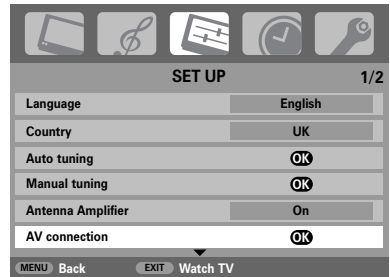 SET UP 1/2
Language English
Country UK
Auto tuning OK
Manual tuning OK
Antenna Amplifier On
AV connection OK
MENU Back EXIT Watch TV